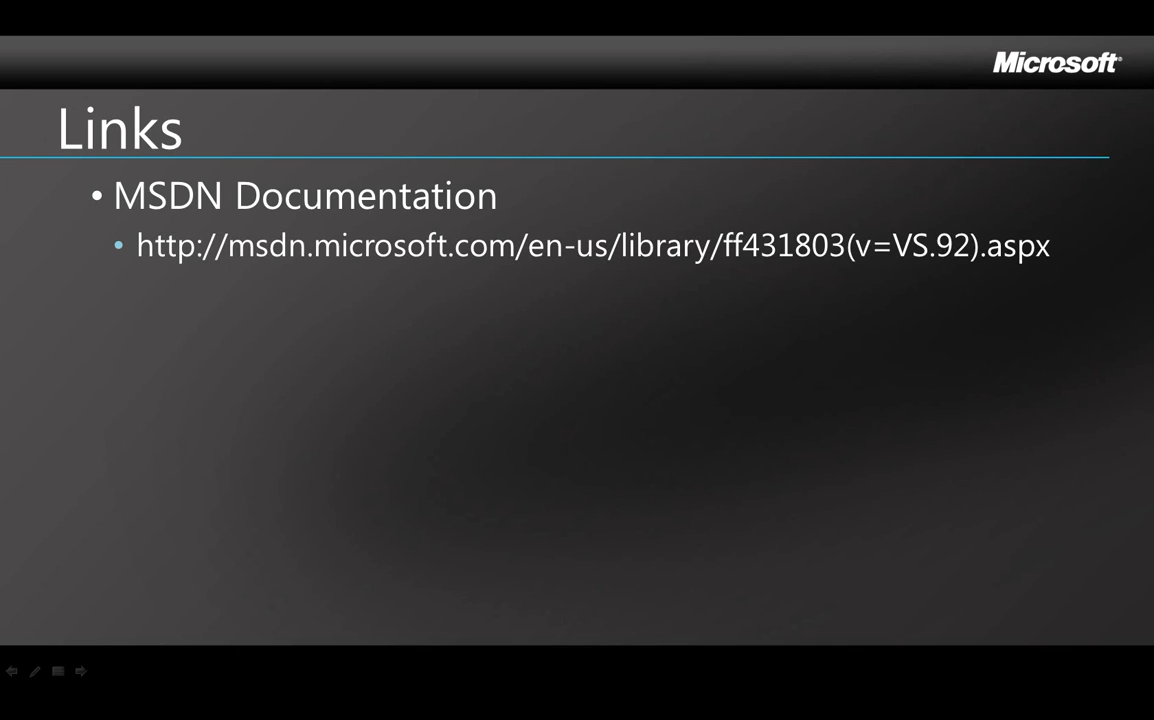 Microsoft®
Links
• MSDN Documentation
• http://msdn.microsoft.com/en-us/library/ff431803(v=VS.92).aspx